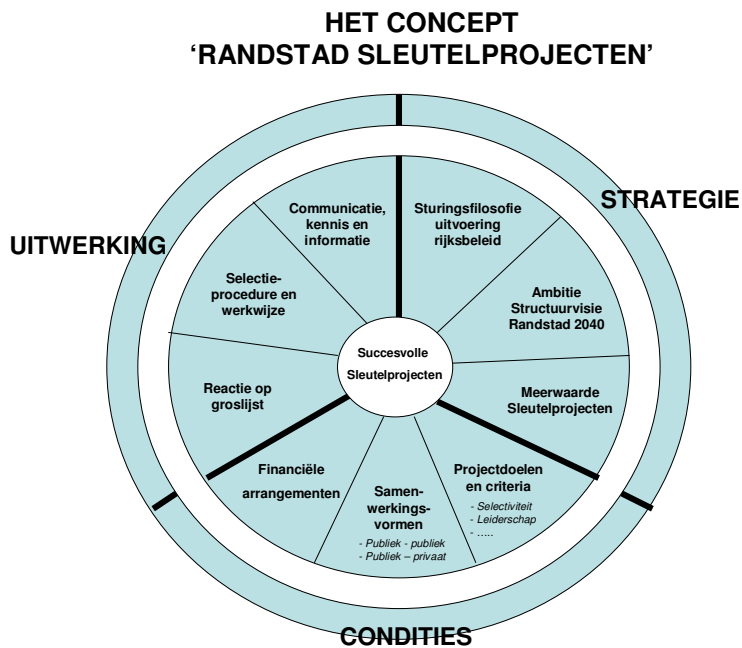 HET CONCEPT
‘RANDSTAD SLEUTELPROJECTEN’
STRATEGIE
UITWERKING
CONDITIES
Communicatie,
kennis en
informatie
Sturingsfilosofie
uitvoering
rijksbeleid
Selectie-
procedure en
werkwijze
Ambitie
Structuurvisie
Randstad 2040
Succesvolle
Sleutelprojecten
Reactie op
groslijst
Meerwaarde
Sleutelprojecten
Financiële
arrangementen
Samen-
werkings-
vormen
- Publiek - publiek
- Publiek – privaat
Projectdoelen
en criteria
- Selectiviteit
- Leiderschap
- .....